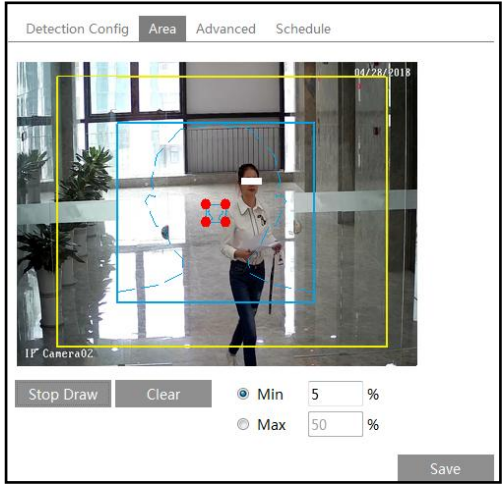 Detection Config Area Advanced Schedule
04/28/2018
IP Camera02
Stop Draw Clear Min 5 %
Max 50 %
Save